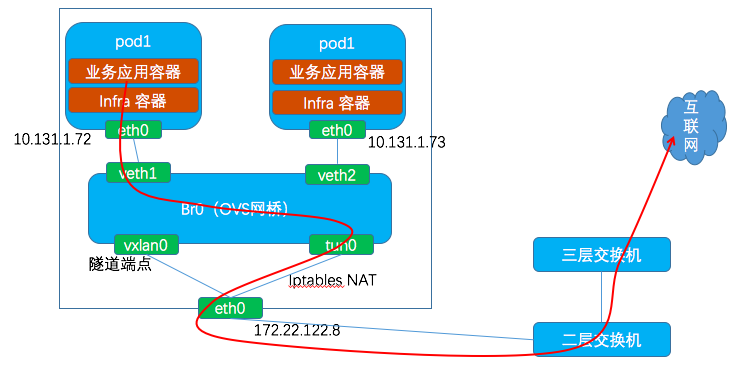 pod1
pod1
业务应用容器
业务应用容器
Infra 容器
Infra 容器
eth0
eth0
10.131.1.72
10.131.1.73
互联网
veth1
veth2
Br0（OVS网桥）
vxlan0
tun0
隧道端点
Iptables NAT
三层交换机
eth0
172.22.122.8
二层交换机